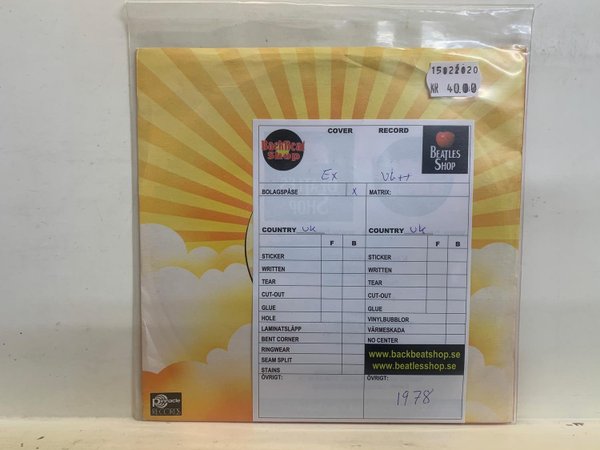 15022020
KR 40.00
COVER RECORD
BackBeat Shop
BEATLES SHOP
Ex VG++
BOLAGSPÅSE X MATRIX:
COUNTRY UK COUNTRY UK
F B F B
STICKER STICKER
WRITTEN WRITTEN
TEAR TEAR
CUT-OUT CUT-OUT
GLUE GLUE
HOLE VINYLBUBBLOR
LAMINATSLÄPP VÄRMESKADA
BENT CORNER NO CENTER
RINGWEAR www.backbeatshop.se
SEAM SPLIT www.beatlesshop.se
STAINS
ÖVRIGT: ÖVRIGT:
1978
Pinnacle
RECORDS